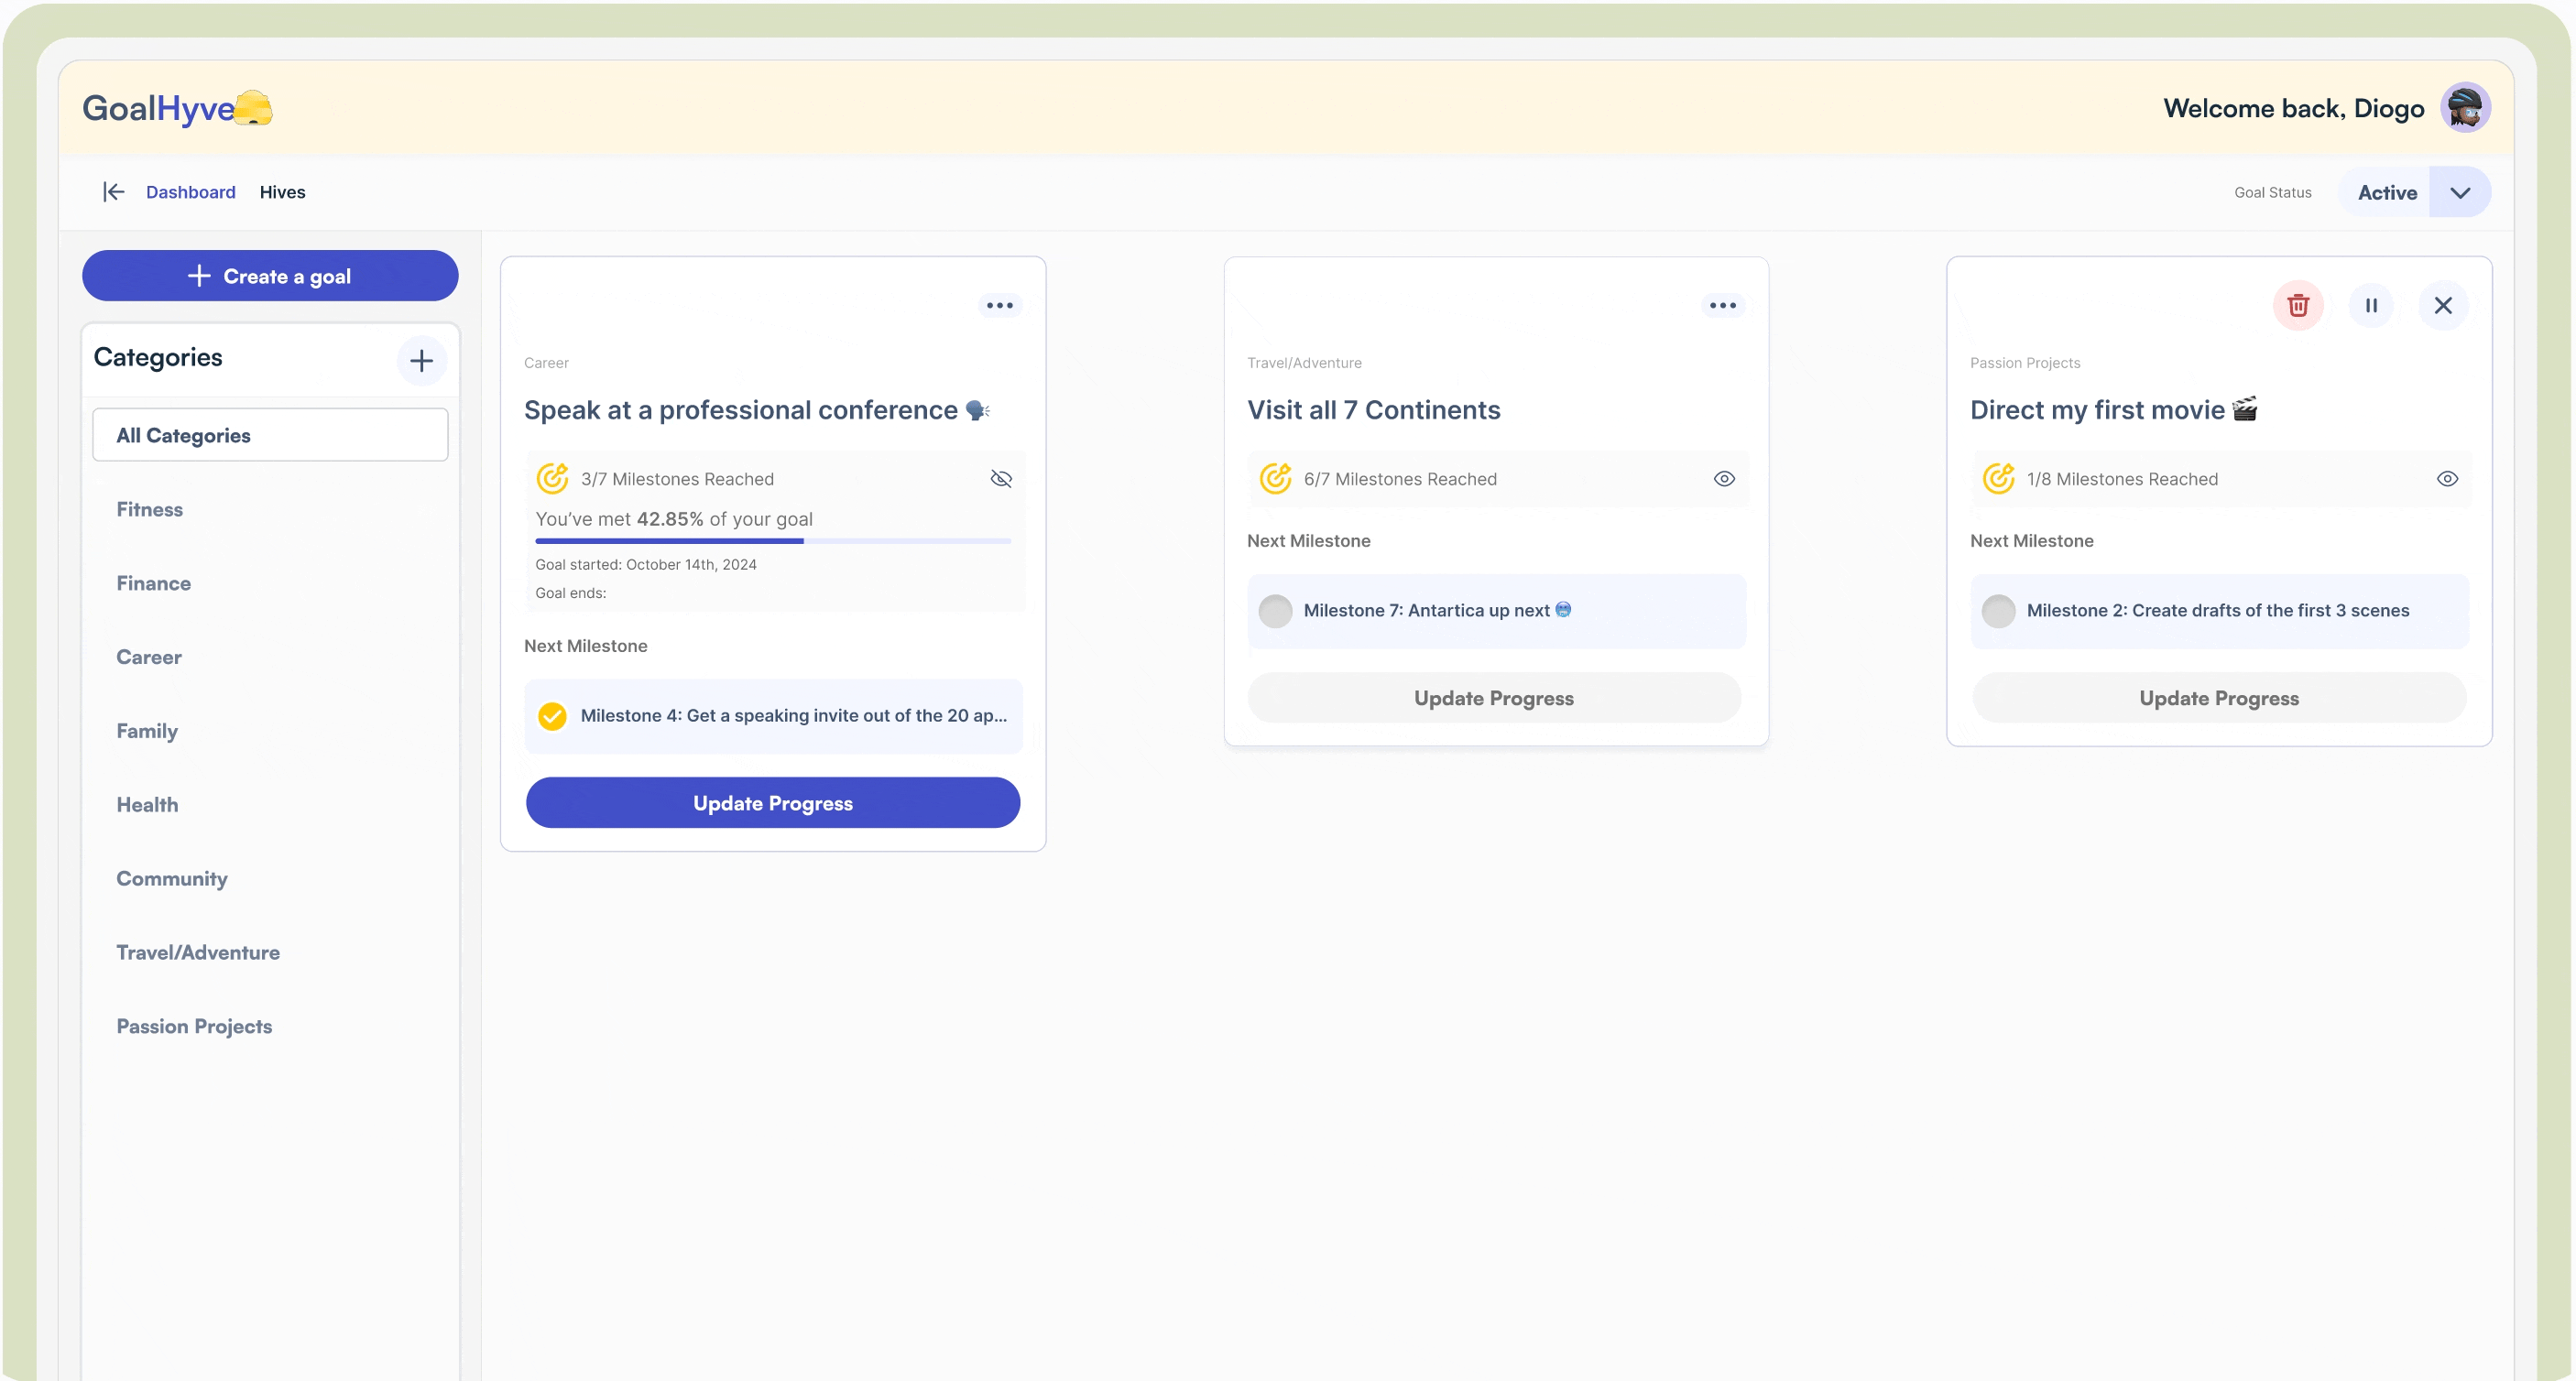 GoalHyve
Welcome back, Diogo
Dashboard Hives
Goal Status Active
Create a goal
Categories
All Categories
Fitness
Finance
Career
Family
Health
Community
Travel/Adventure
Passion Projects
Career
Speak at a professional conference
3/7 Milestones Reached
You've met 42.85% of your goal
Goal started: October 14th, 2024
Goal ends:
Next Milestone
Milestone 4: Get a speaking invite out of the 20 ap...
Update Progress
Travel/Adventure
Visit all 7 Continents
6/7 Milestones Reached
Next Milestone
Milestone 7: Antartica up next 🥶
Update Progress
Passion Projects
Direct my first movie 🎬
1/8 Milestones Reached
Next Milestone
Milestone 2: Create drafts of the first 3 scenes
Update Progress